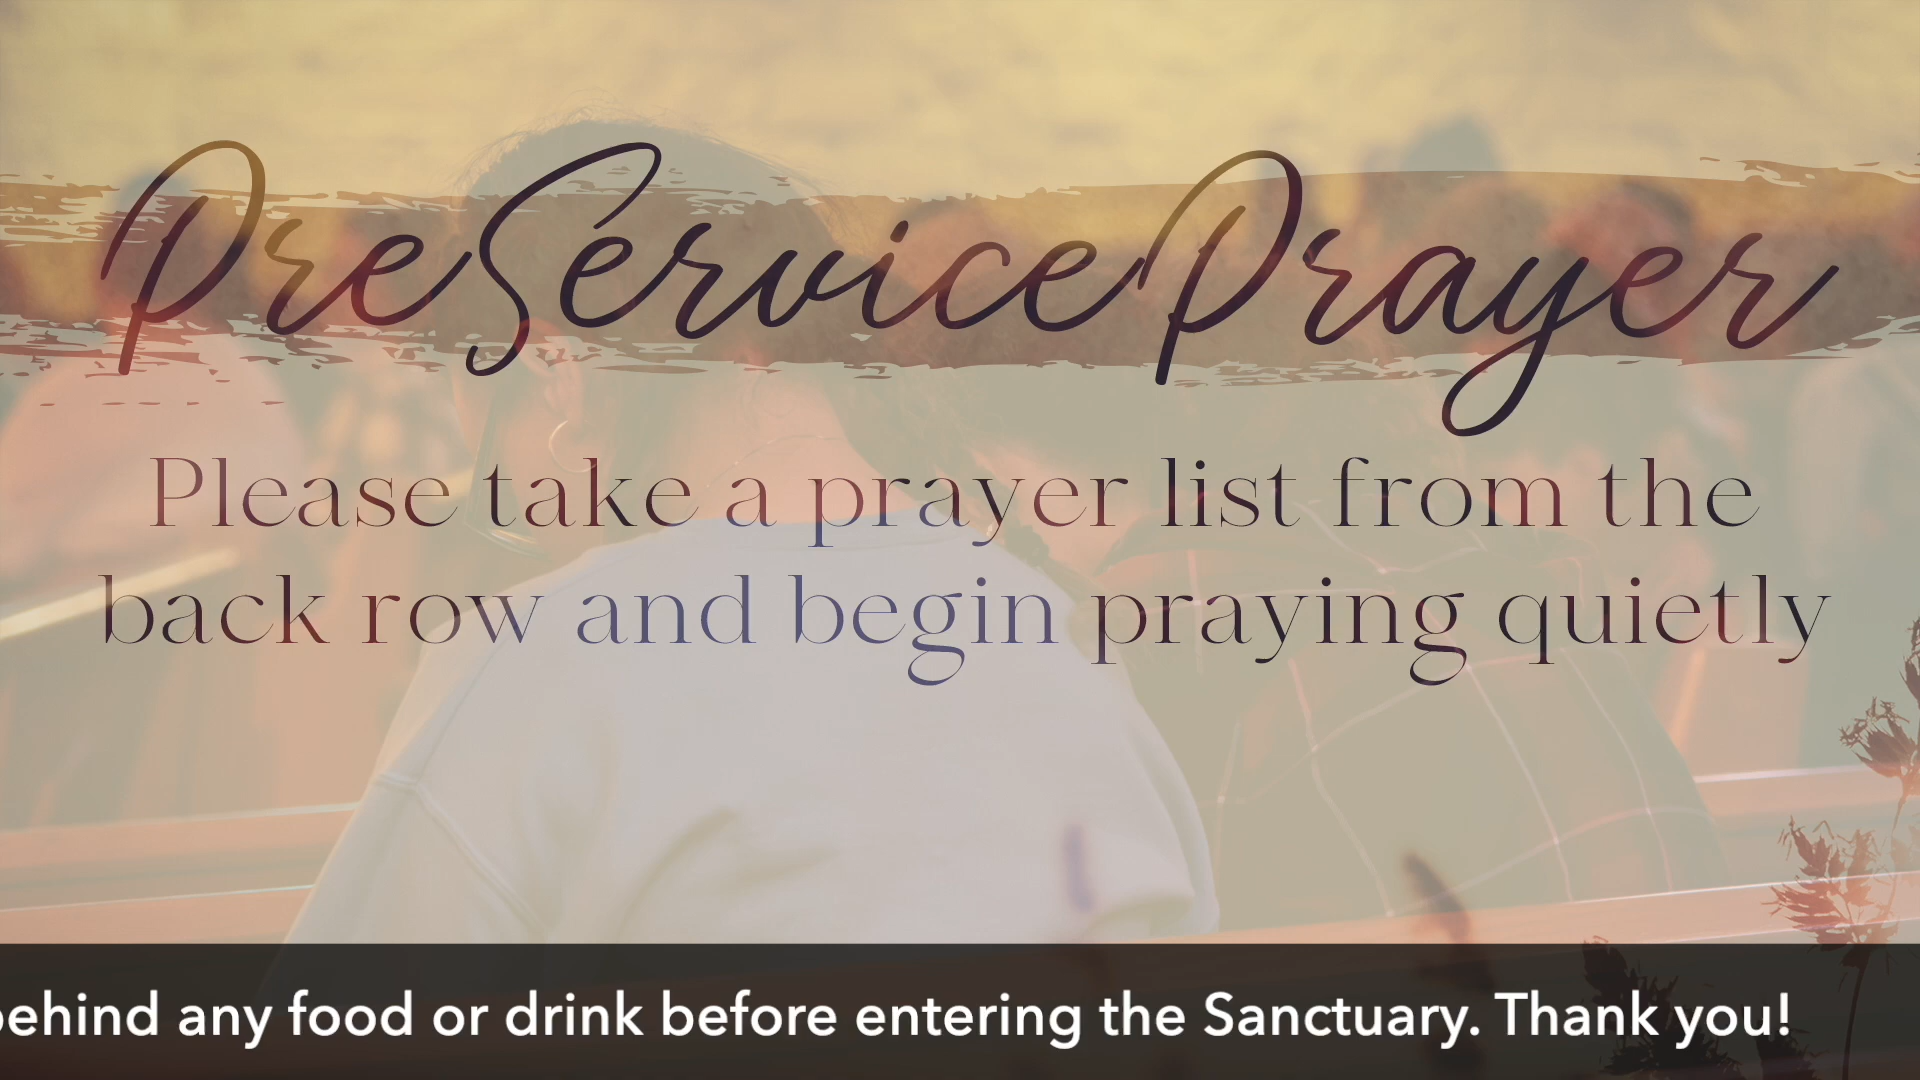 PreService Prayer
Please take a prayer list from the
back row and begin praying quietly
any food or drink before entering the Sanctuary. Thank you!